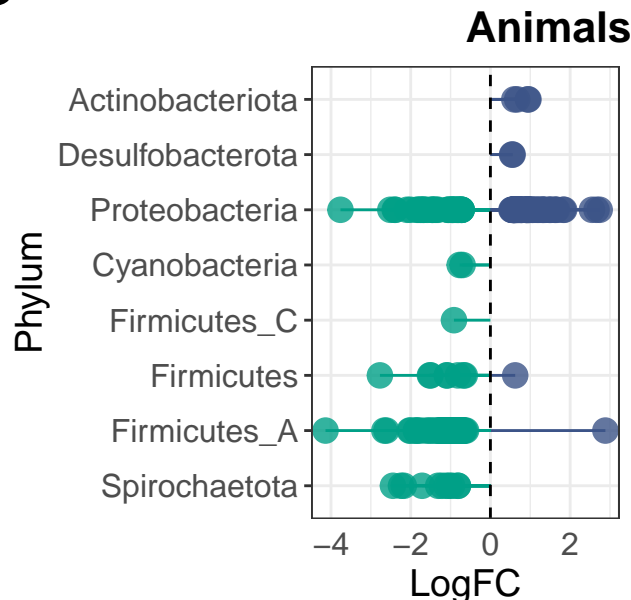 Animals
Actinobacteriota
Desulfobacterota
Proteobacteria
Cyanobacteria
Firmicutes_C
Firmicutes
Firmicutes_A
Spirochaetota
Phylum
−4 −2 0 2
LogFC